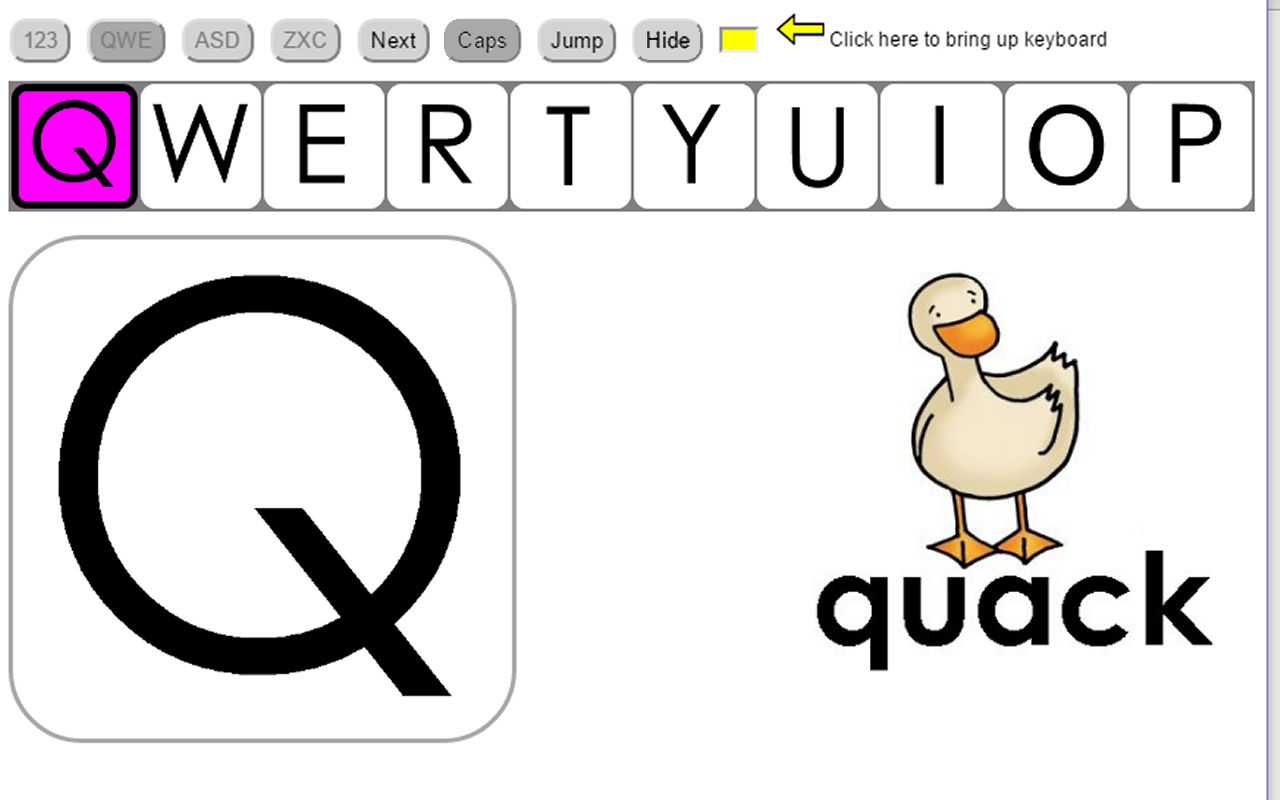 123 QWE ASD ZXC Next Caps Jump Hide Click here to bring up keyboard
Q W E R T Y U I O P
Q
quack